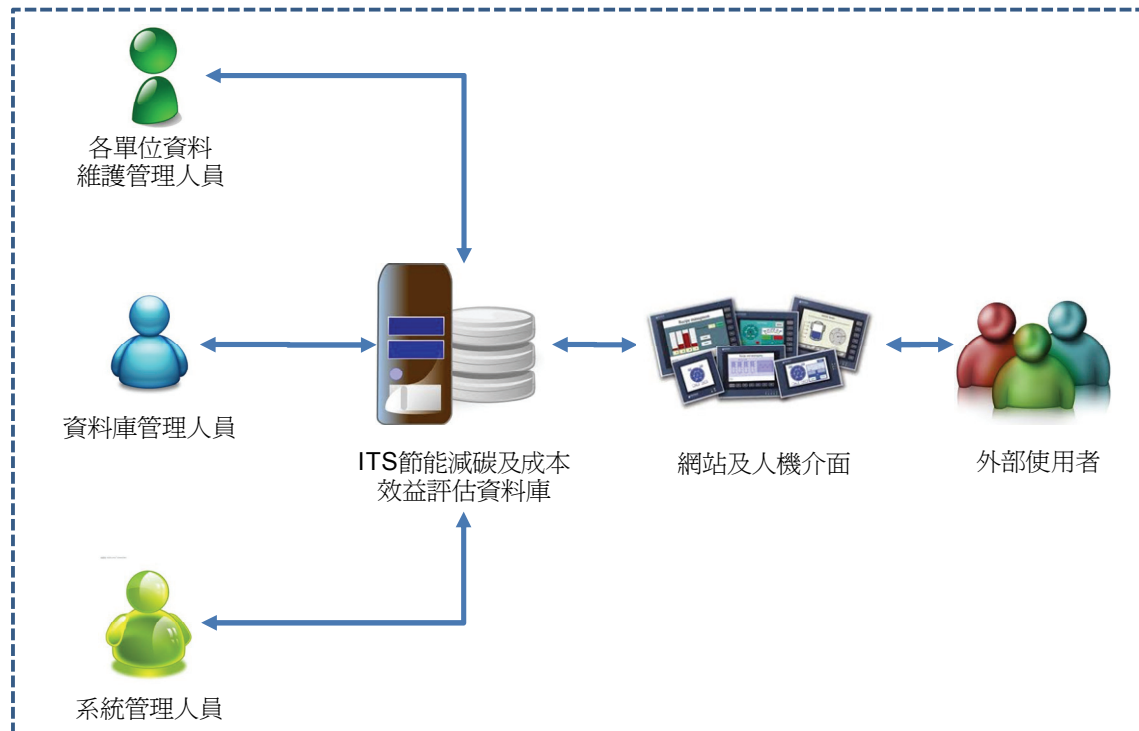 各單位資料
維護管理人員
資料庫管理人員
ITS節能減碳及成本
效益評估資料庫
網站及人機介面
外部使用者
系統管理人員